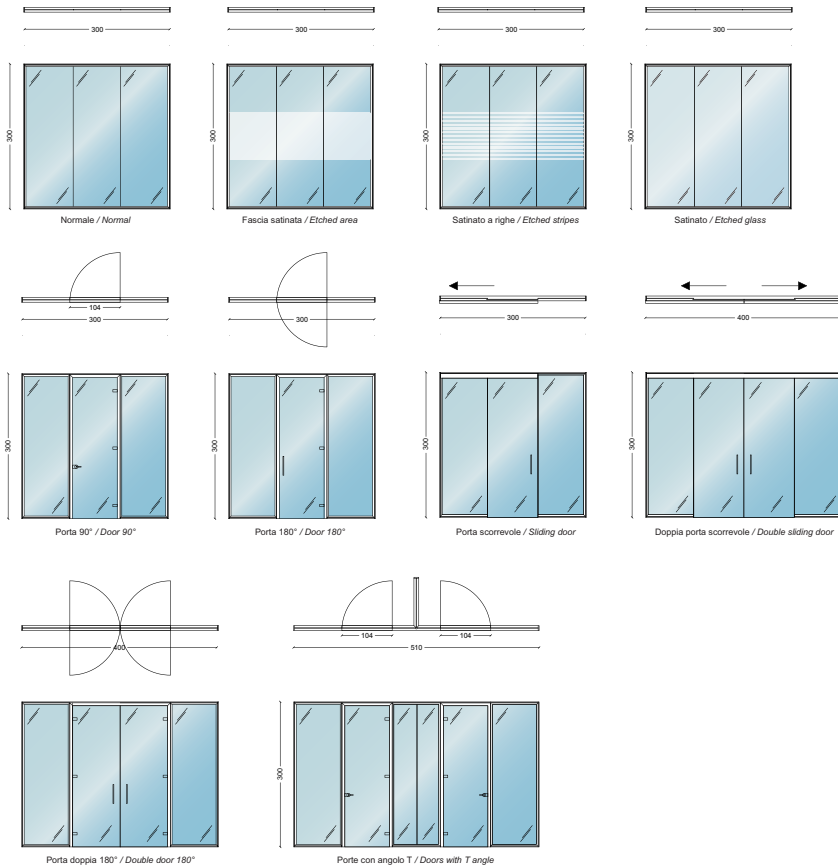 300
300
300
300
300
300
300
300
Normale / Normal
Fascia satinata / Etched area
Satinato a righe / Etched stripes
Satinato / Etched glass
104
300
300
300
400
300
300
300
300
Porta 90° / Door 90°
Porta 180° / Door 180°
Porta scorrevole / Sliding door
Doppia porta scorrevole / Double sliding door
400
104
104
510
300
Porta doppia 180° / Double door 180°
Porte con angolo T / Doors with T angle